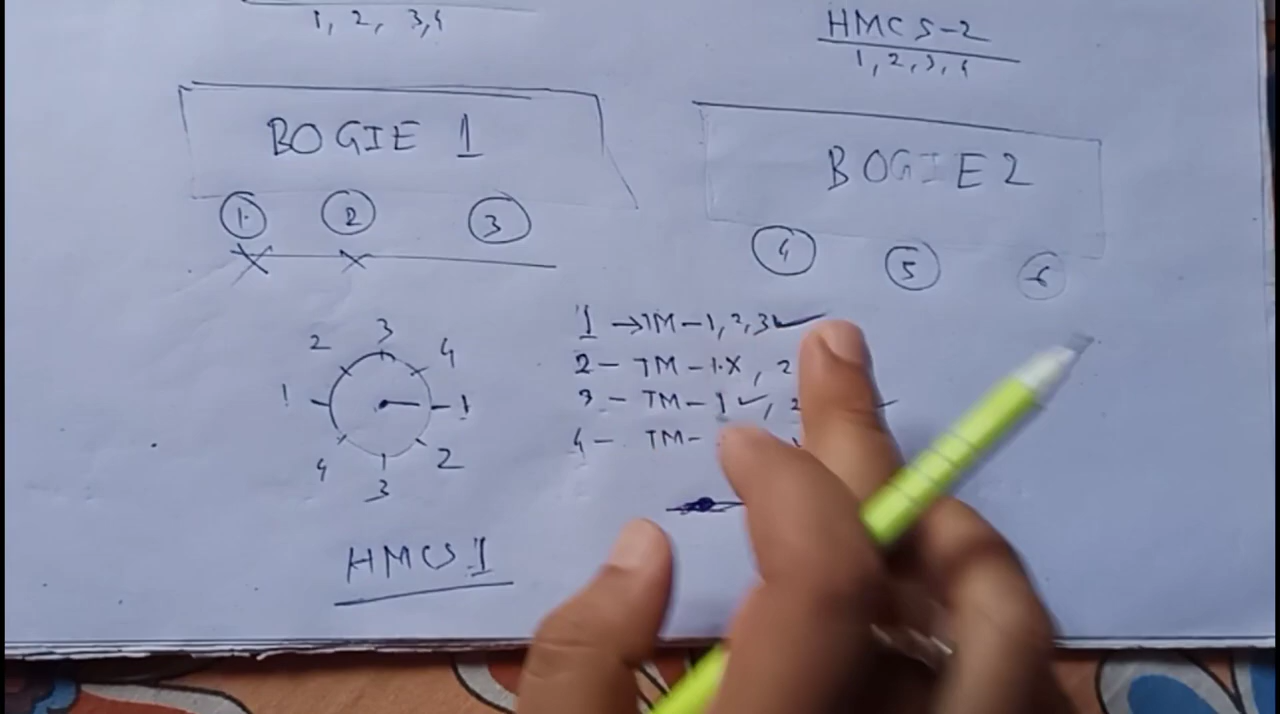 1, 2, 3, 4
HMCS-2
1, 2, 3, 4
BOGIE 1
BOGIE 2
1 2 3
4 5 6
1 → TM - 1, 2, 3 ✓
2 - TM - 1 X, 2
3 - TM - 1 ✓, 2
4 - TM -
3
2 4
1 1
4 2
3
HMCS 1